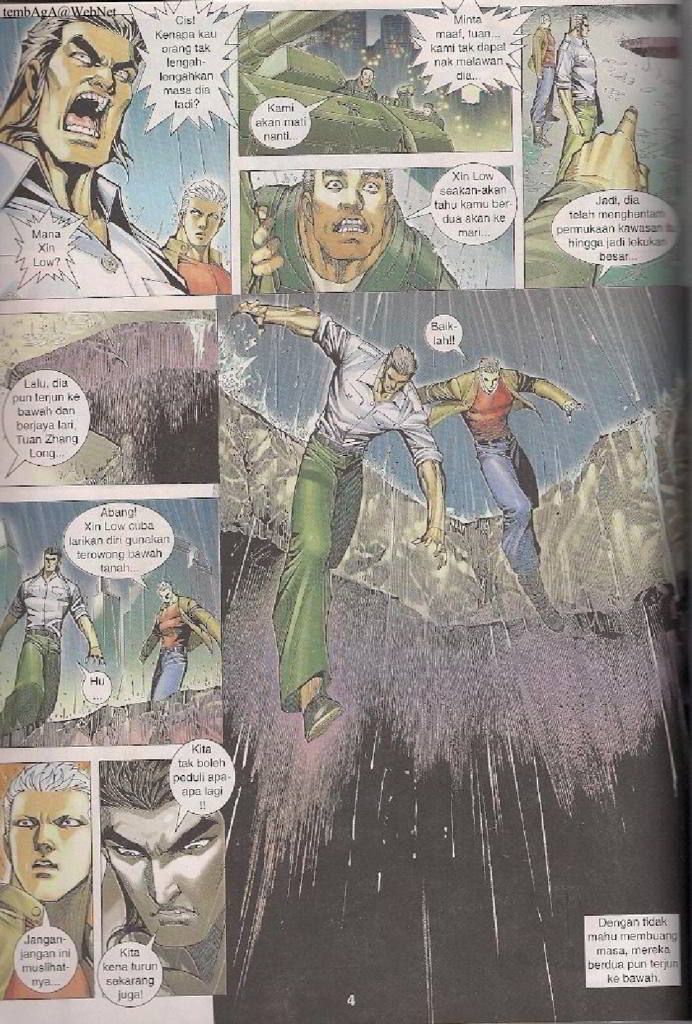 tembAgA@WebNet
Cis!
Kenapa kau
orang tak
lengah-
lengahkan
masa dia
tadi?
Mana
Xin
Low?
Minta
maaf, tuan...
kami tak dapat
nak melawan
dia...
Kami
akan mati
nanti...
Xin Low
seakan-akan
tahu kamu ber-
dua akan ke
mari...
Jadi, dia
telah menghentam
permukaan kawasan itu
hingga jadi lekukan
besar...
Lalu, dia
pun terjun ke
bawah dan
berjaya lari,
Tuan Zhang
Long...
Baik-
lah!!
Abang!
Xin Low cuba
larikan diri gunakan
terowong bawah
tanah...
Hu
...
Jangan-
jangan ini
muslihat-
nya...
Kita
tak boleh
peduli apa-
apa lagi
!!
Kita
kena turun
sekarang
juga!
Dengan tidak
mahu membuang
masa, mereka
berdua pun terjun
ke bawah.
4